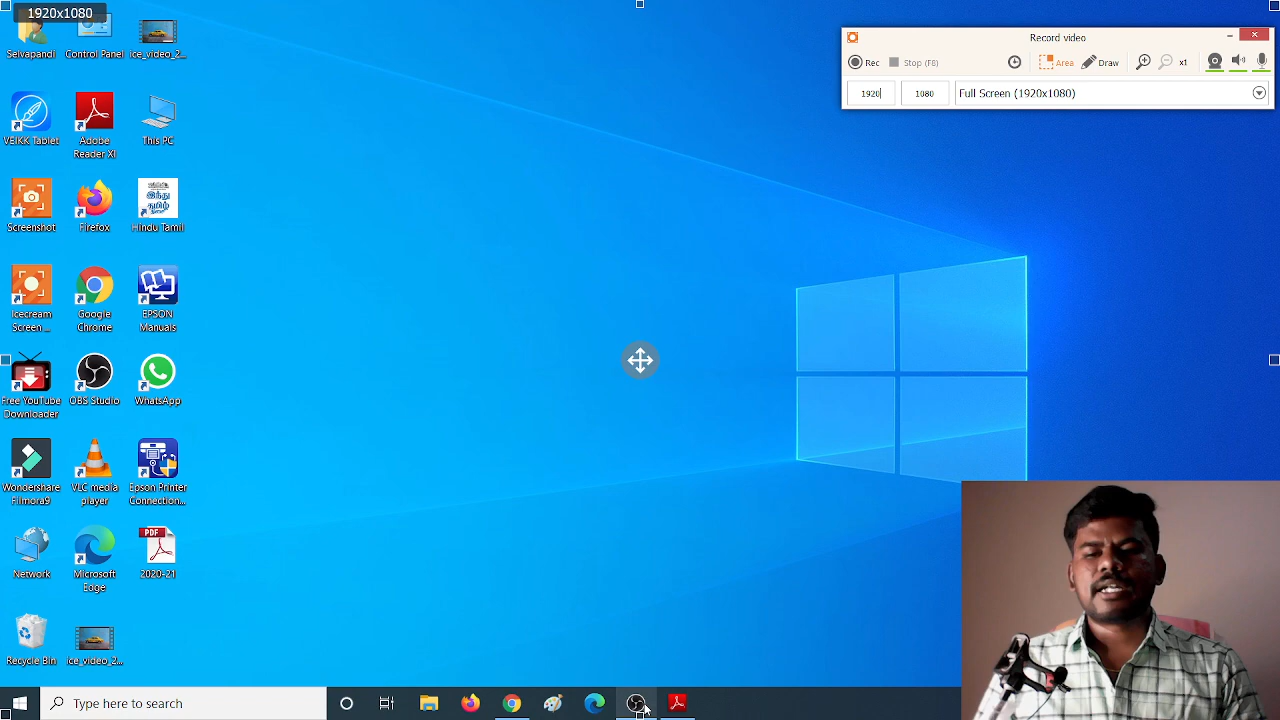 1920x1080
Selvapandi
Control Panel
ice_video_2...
VEIKK Tablet
Adobe
Reader XI
This PC
Screenshot
Firefox
இந்து
தமிழ்
Hindu Tamil
Icecream
Screen ...
Google
Chrome
EPSON
Manuals
Free YouTube
Downloader
OBS Studio
WhatsApp
Wondershare
Filmora9
VLC media
player
Epson Printer
Connection...
Network
Microsoft
Edge
PDF
2020-21
Recycle Bin
ice_video_2...
Record video
Rec
Stop (F8)
Area
Draw
x1
1920
1080
Full Screen (1920x1080)
Type here to search